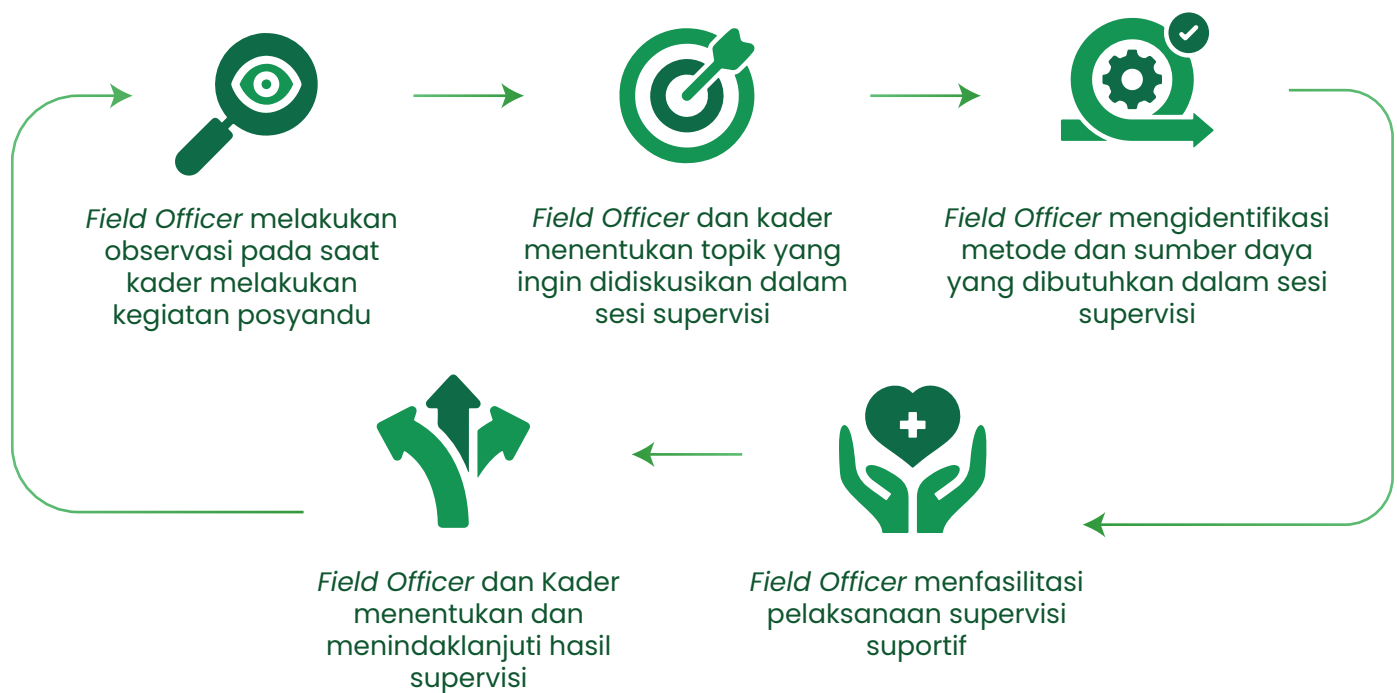 Field Officer melakukan
observasi pada saat
kader melakukan
kegiatan posyandu
Field Officer dan kader
menentukan topik yang
ingin didiskusikan dalam
sesi supervisi
Field Officer mengidentifikasi
metode dan sumber daya
yang dibutuhkan dalam sesi
supervisi
Field Officer menfasilitasi
pelaksanaan supervisi
suportif
Field Officer dan Kader
menentukan dan
menindaklanjuti hasil
supervisi